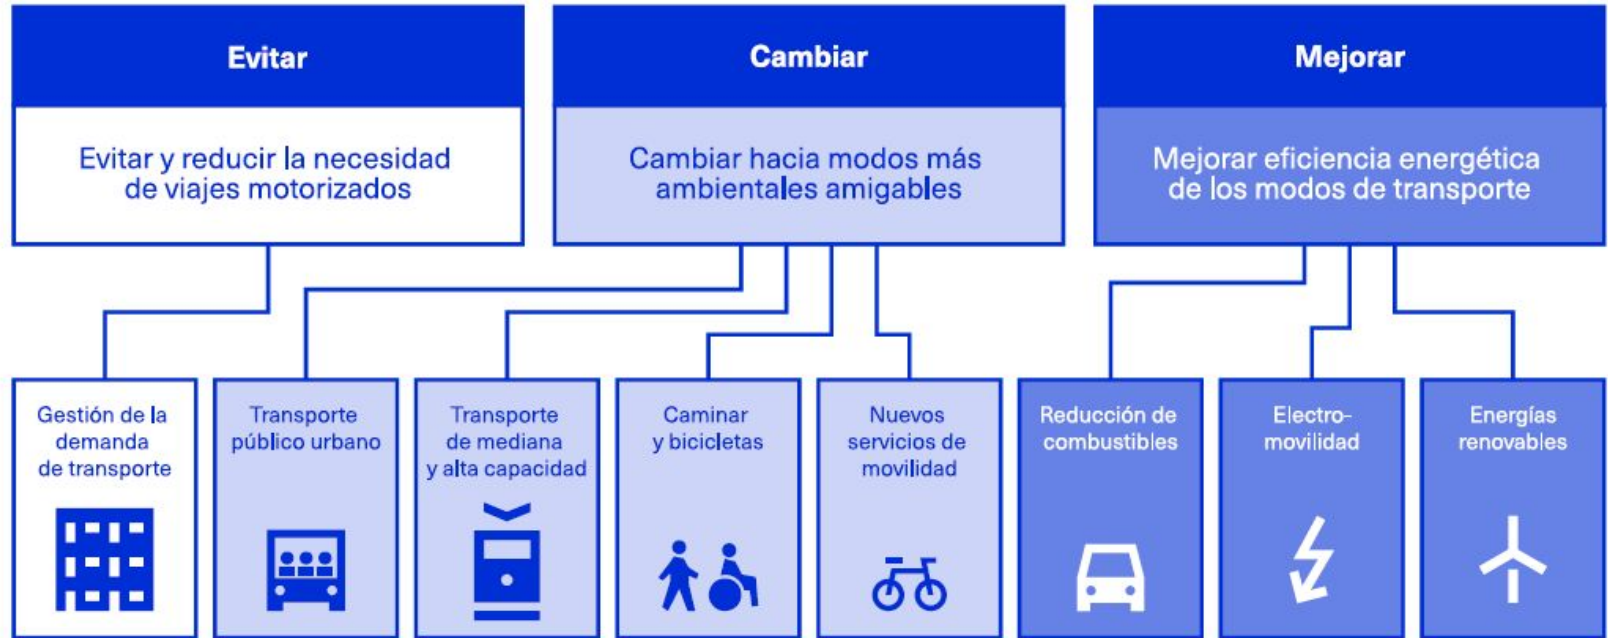 Evitar
Evitar y reducir la necesidad
de viajes motorizados
Cambiar
Cambiar hacia modos más
ambientales amigables
Mejorar
Mejorar eficiencia energética
de los modos de transporte
Gestión de la
demanda
de transporte
Transporte
público urbano
Transporte
de mediana
y alta capacidad
Caminar
y bicicletas
Nuevos
servicios de
movilidad
Reducción de
combustibles
Electro-
movilidad
Energías
renovables